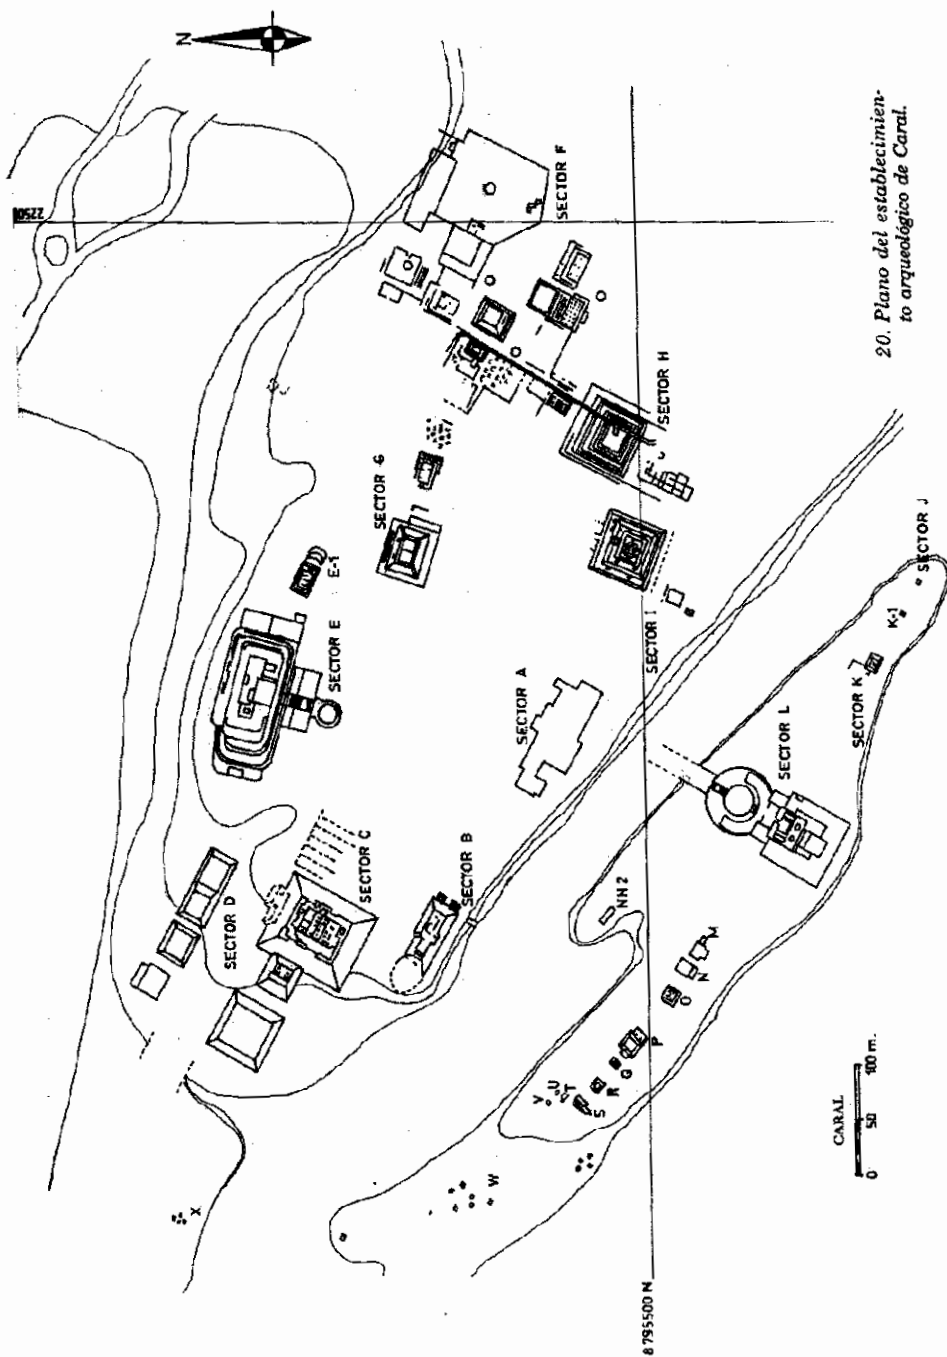 N
2250
SECTOR F
SECTOR G
SECTOR H
E-1
SECTOR E
SECTOR I
B
SECTOR A
SECTOR D
SECTOR C
SECTOR B
SECTOR J
K-1
SECTOR K
SECTOR L
NN2
M
N
O
P
Q
R
S
T
U
V
W
X
8795500 N
CARAL
0 50 100 m.
20. Plano del establecimien-
to arqueológico de Caral.